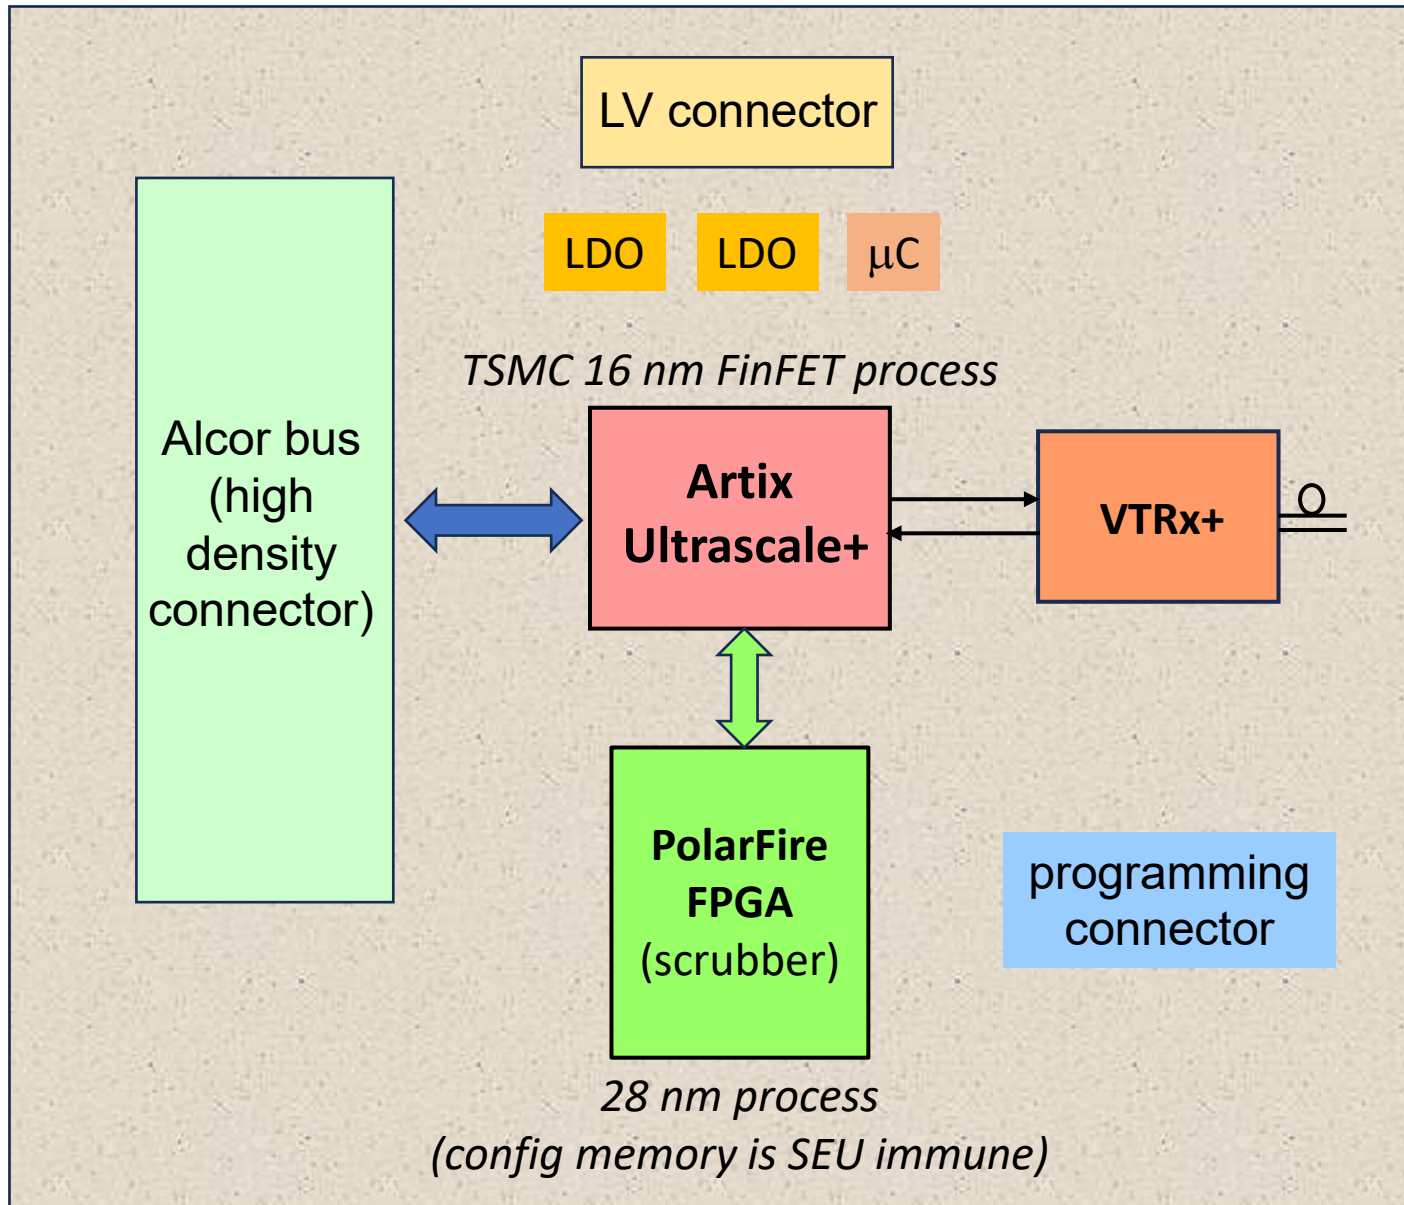 LV connector
LDO
LDO
μC
TSMC 16 nm FinFET process
Alcor bus
(high
density
connector)
Artix
Ultrascale+
VTRx+
PolarFire
FPGA
(scrubber)
programming
connector
28 nm process
(config memory is SEU immune)